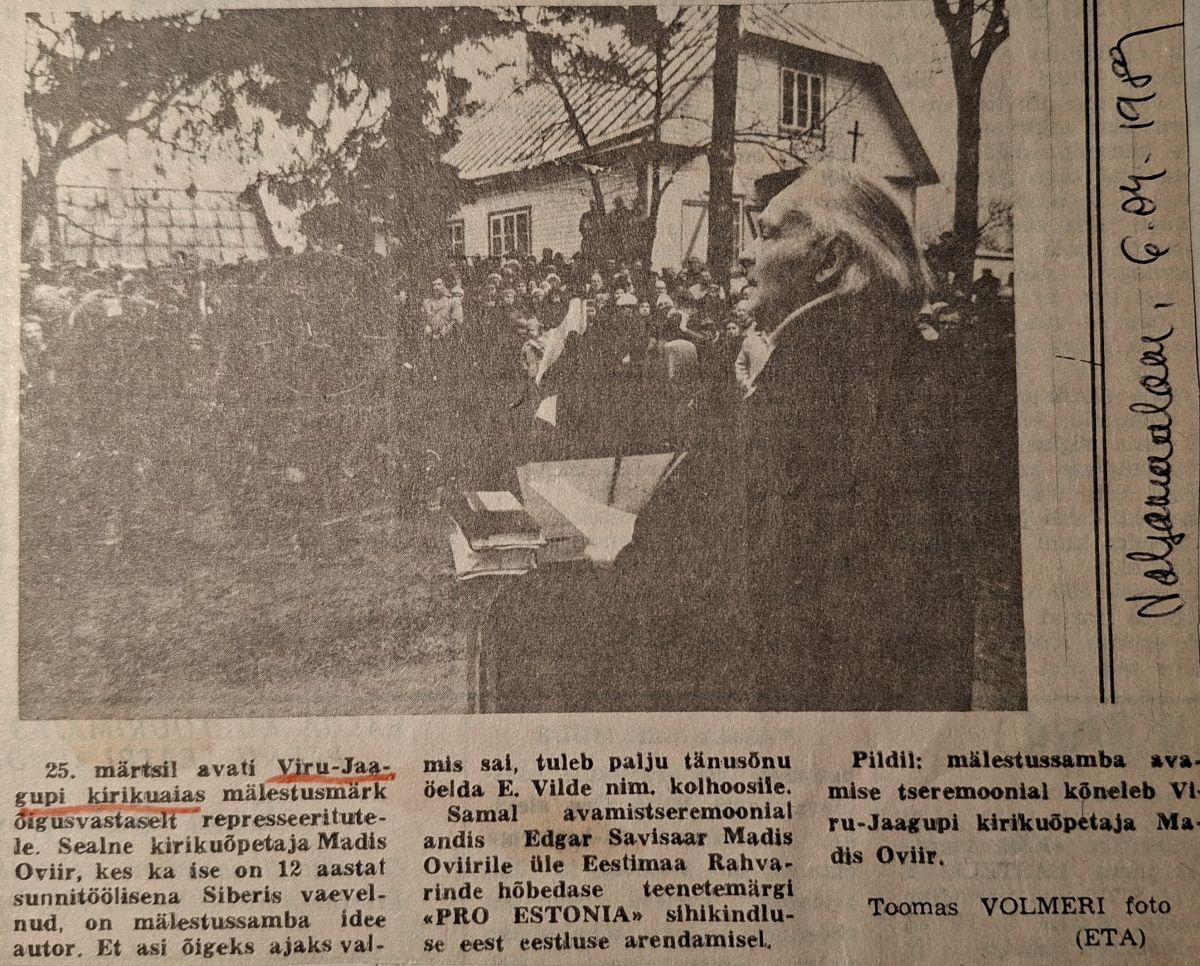 25. märtsil avati Viru-Jaa-
gupi kirikuaias mälestusmärk
õigusvastaselt represseeritute-
le. Sealne kirikuõpetaja Madis
Oviir, kes ka ise on 12 aastat
sunnitöölisena Siberis vaevel-
nud, on mälestussamba idee
autor. Et asi õigeks ajaks val-
mis sai, tuleb palju tänusõnu
öelda E. Vilde nim. kolhoosile.
Samal avamistseremoonial
andis Edgar Savisaar Madis
Oviirile üle Eestimaa Rahva-
rinde hõbedase teenetemärgi
«PRO ESTONIA» sihikindlu-
se eest eestluse arendamisel.
Pildil: mälestussamba ava-
mise tseremoonial kõneleb Vi-
ru-Jaagupi kirikuõpetaja Ma-
dis Oviir.
Toomas VOLMERI foto
(ETA)
6.04.